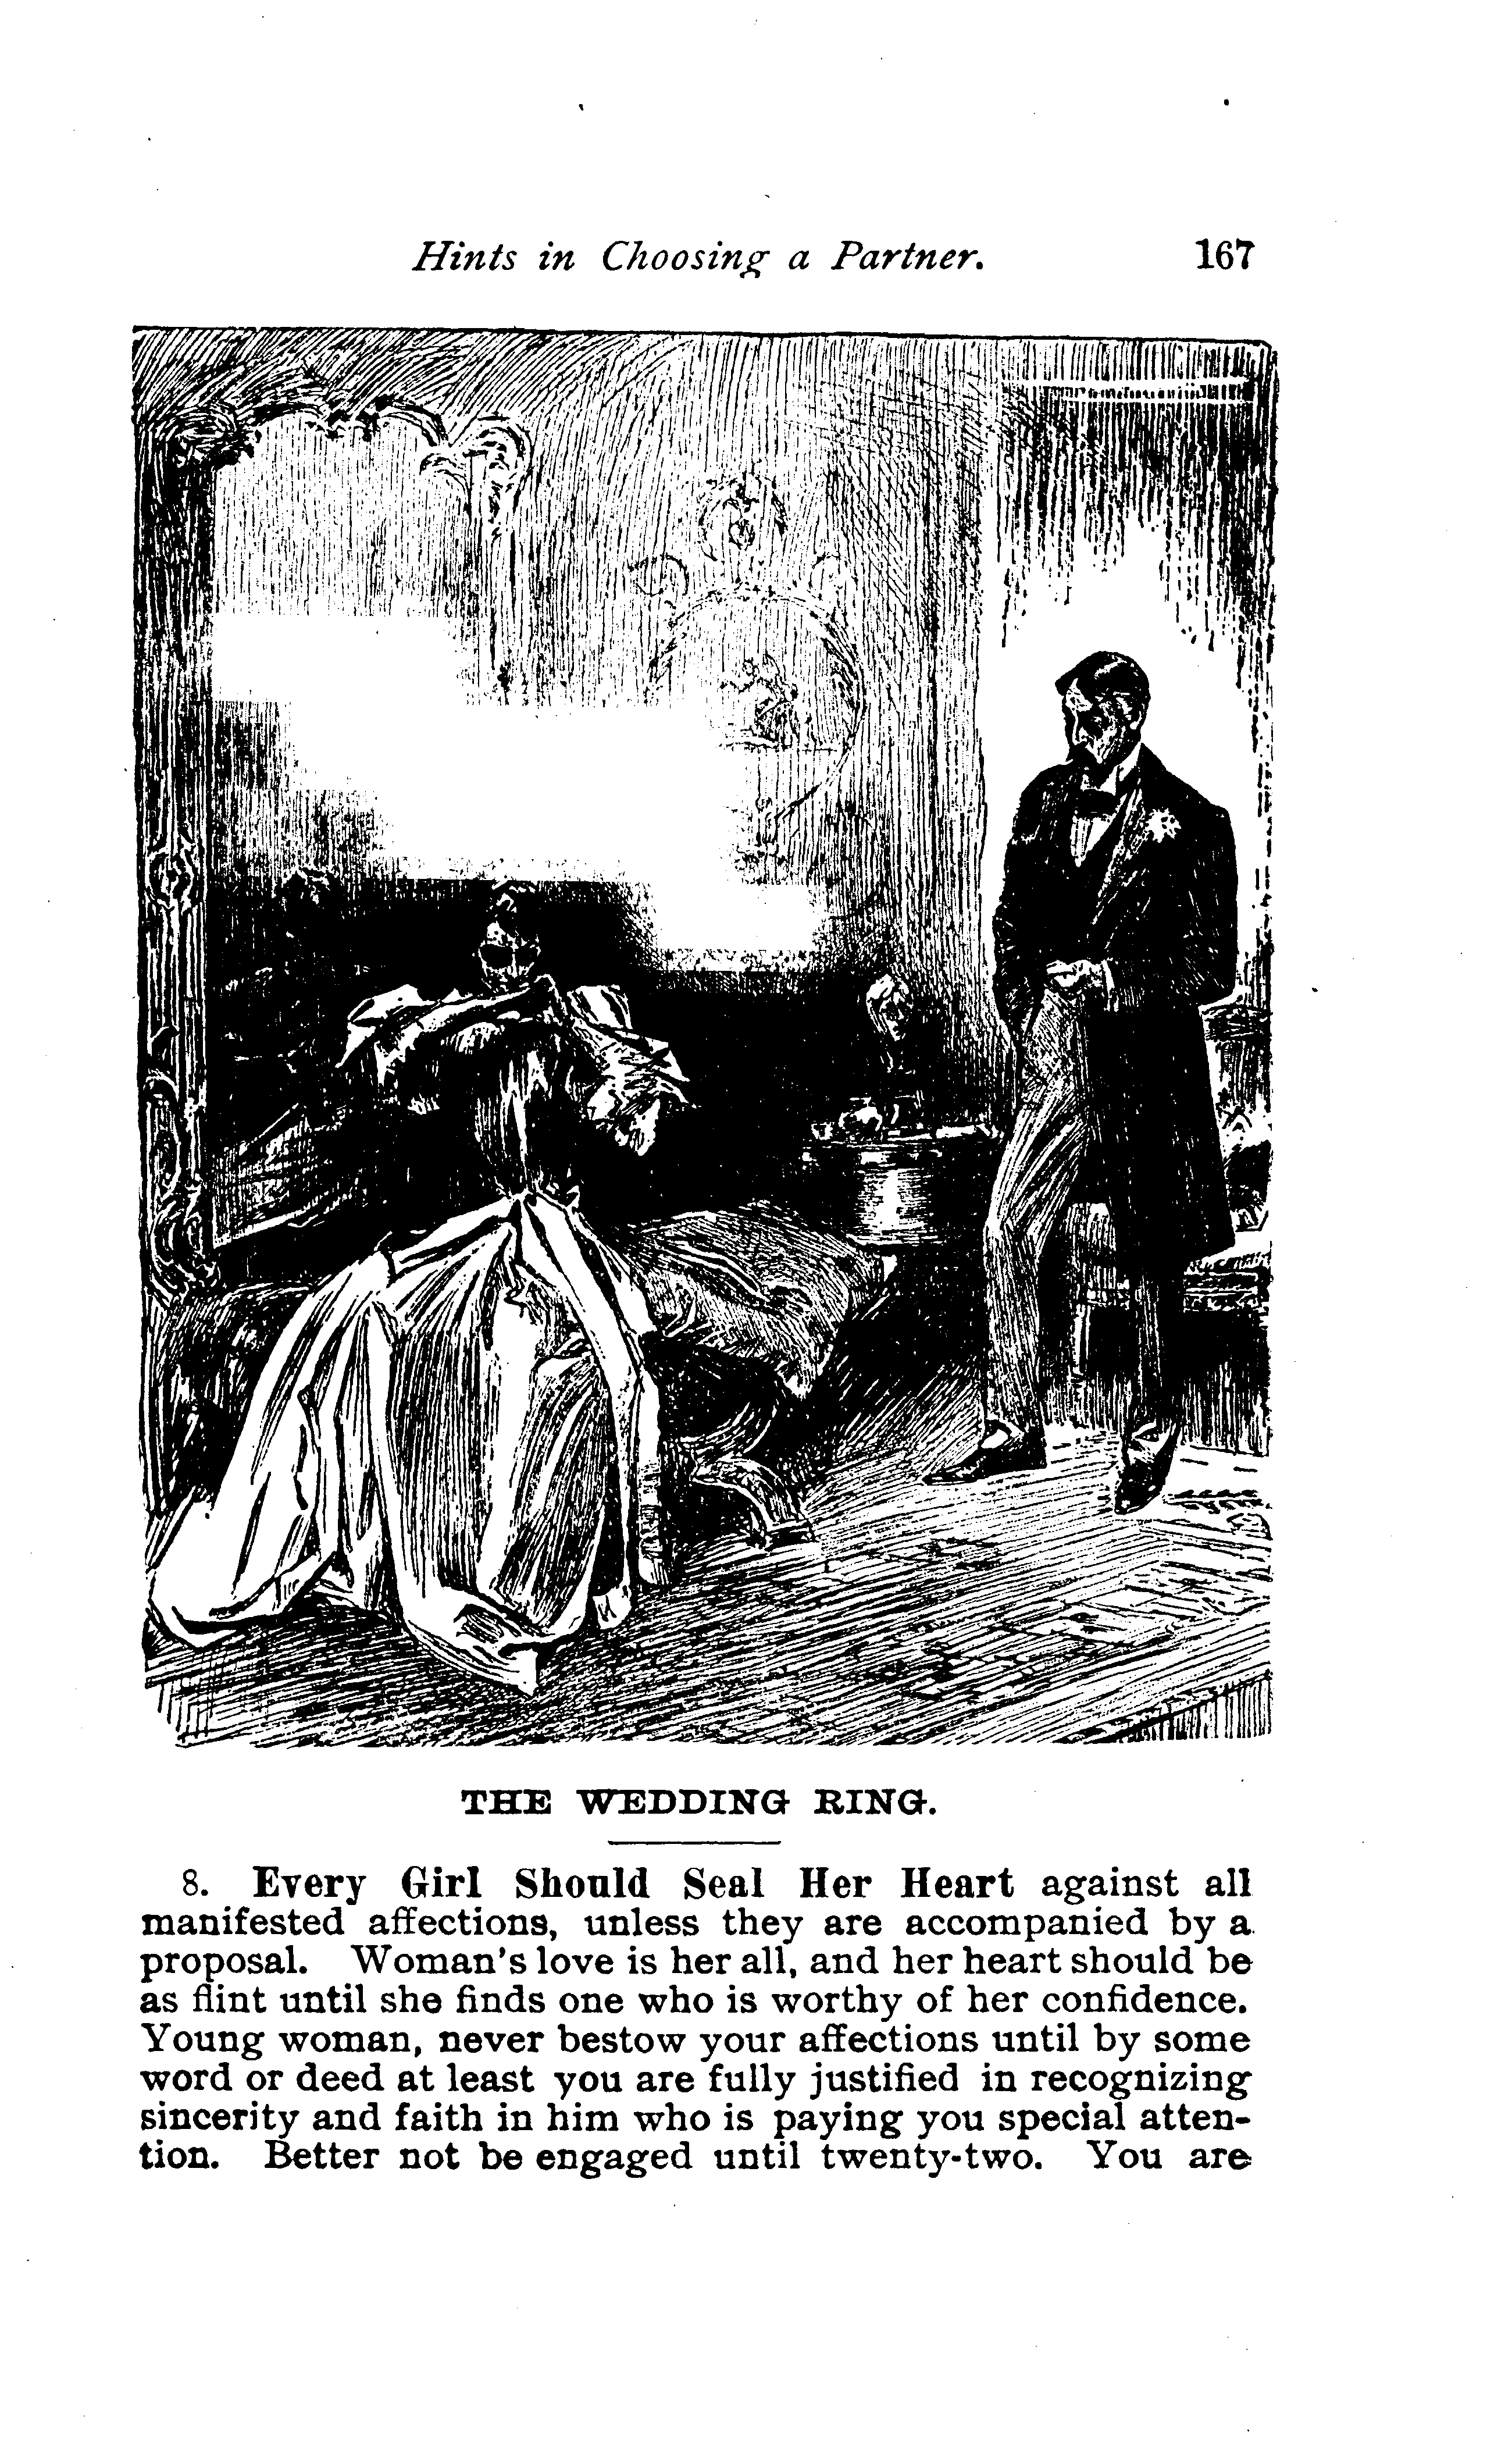 Hints in Choosing a Partner. 167
THE WEDDING RING.
8. Every Girl Should Seal Her Heart against all
manifested affections, unless they are accompanied by a
proposal. Woman's love is her all, and her heart should be
as flint until she finds one who is worthy of her confidence.
Young woman, never bestow your affections until by some
word or deed at least you are fully justified in recognizing
sincerity and faith in him who is paying you special atten-
tion. Better not be engaged until twenty-two. You are